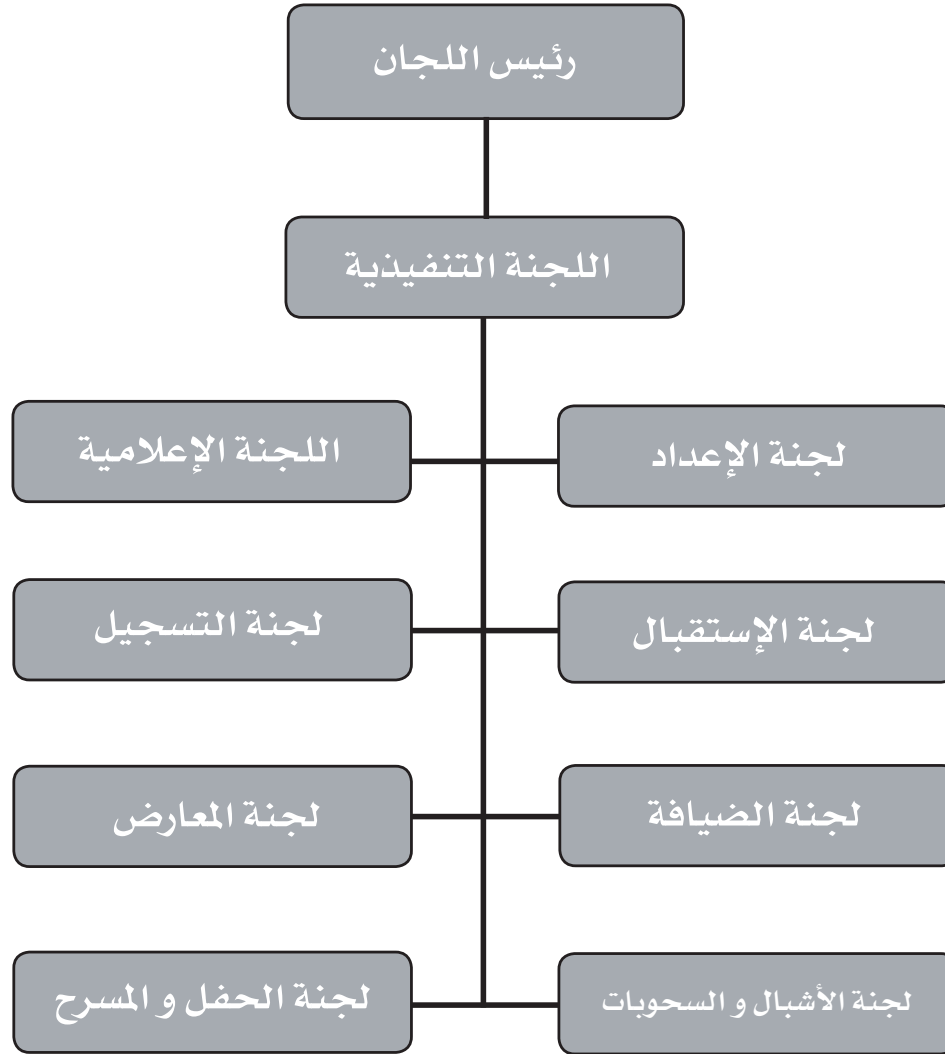 رئيس اللجان
اللجنة التنفيذية
لجنة الإعداد
اللجنة الإعلامية
لجنة الإستقبال
لجنة التسجيل
لجنة الضيافة
لجنة المعارض
لجنة الأشبال و السحوبات
لجنة الحفل و المسرح